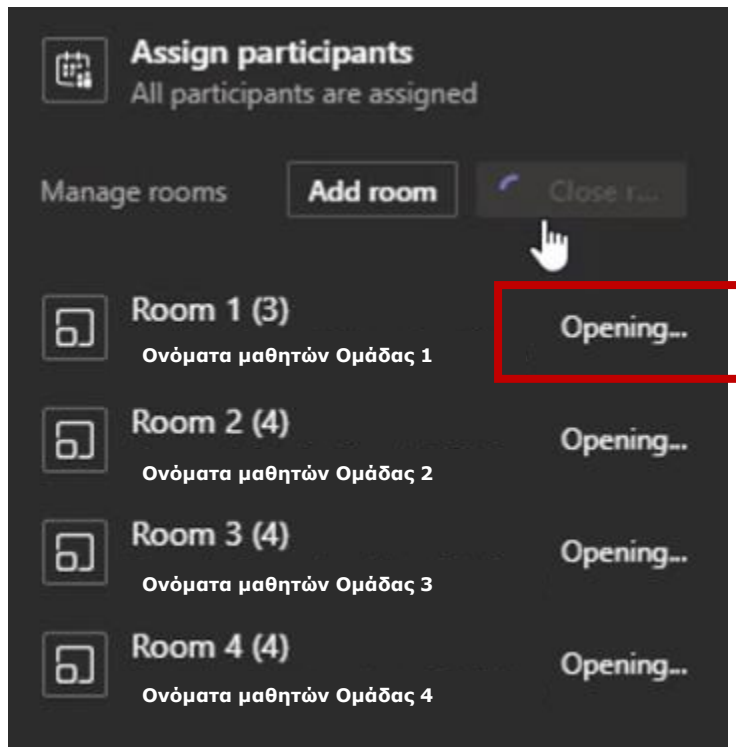 Assign participants
All participants are assigned
Manage rooms Add room Close r...
Room 1 (3) Opening...
Ονόματα μαθητών Ομάδας 1
Room 2 (4) Opening...
Ονόματα μαθητών Ομάδας 2
Room 3 (4) Opening...
Ονόματα μαθητών Ομάδας 3
Room 4 (4) Opening...
Ονόματα μαθητών Ομάδας 4